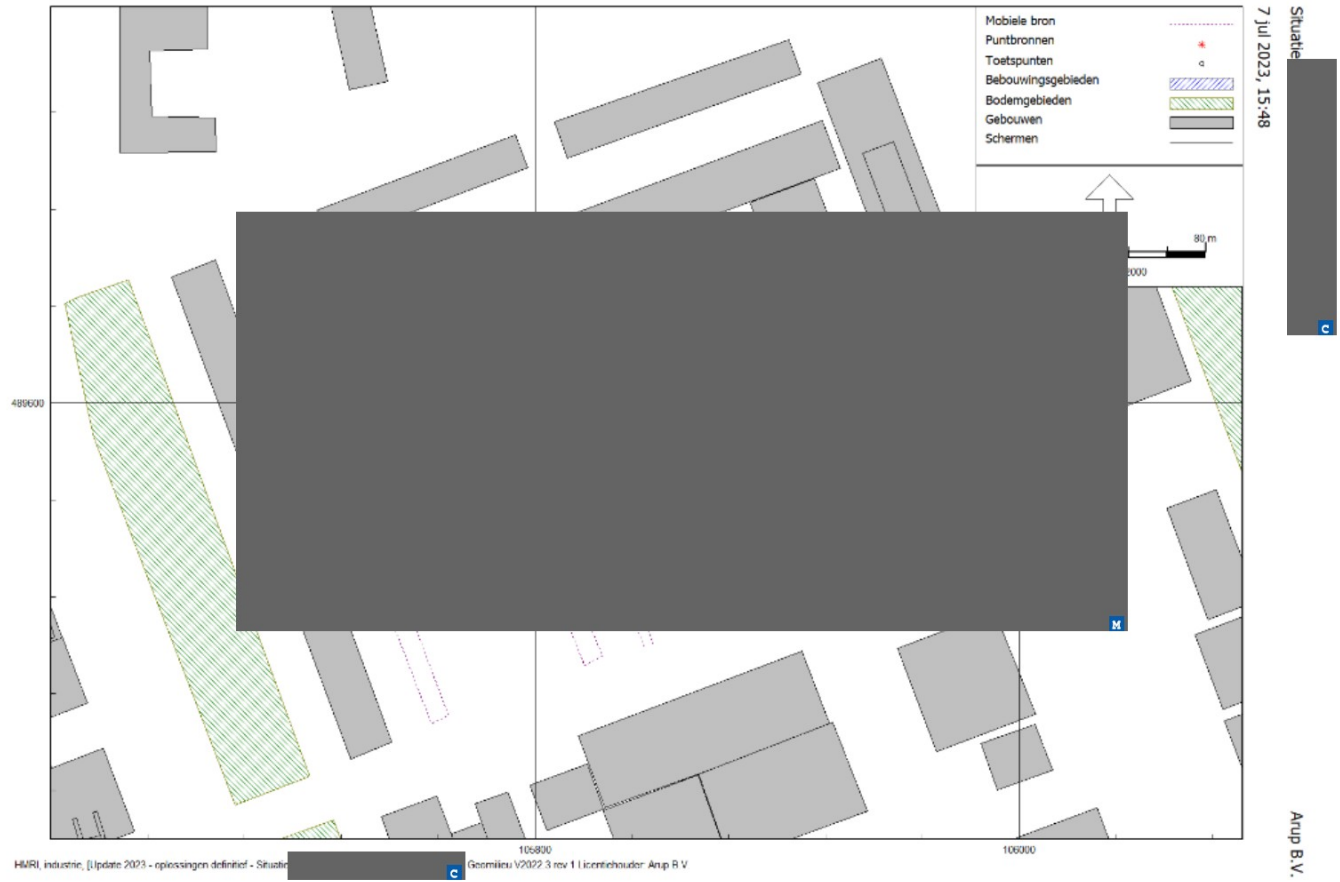 Situatie
7 jul 2023, 15:48
Arup B.V.
Mobiele bron
Puntbronnen
Toetspunten
Bebouwingsgebieden
Bodemgebieden
Gebouwen
Schermen
80 m
489600
M
C
105800
106000
HMRI, industrie, [Update 2023 - oplossingen definitief - Situatie
C
Geomilieu V2022.3 rev 1 Licentiehouder: Arup B.V.